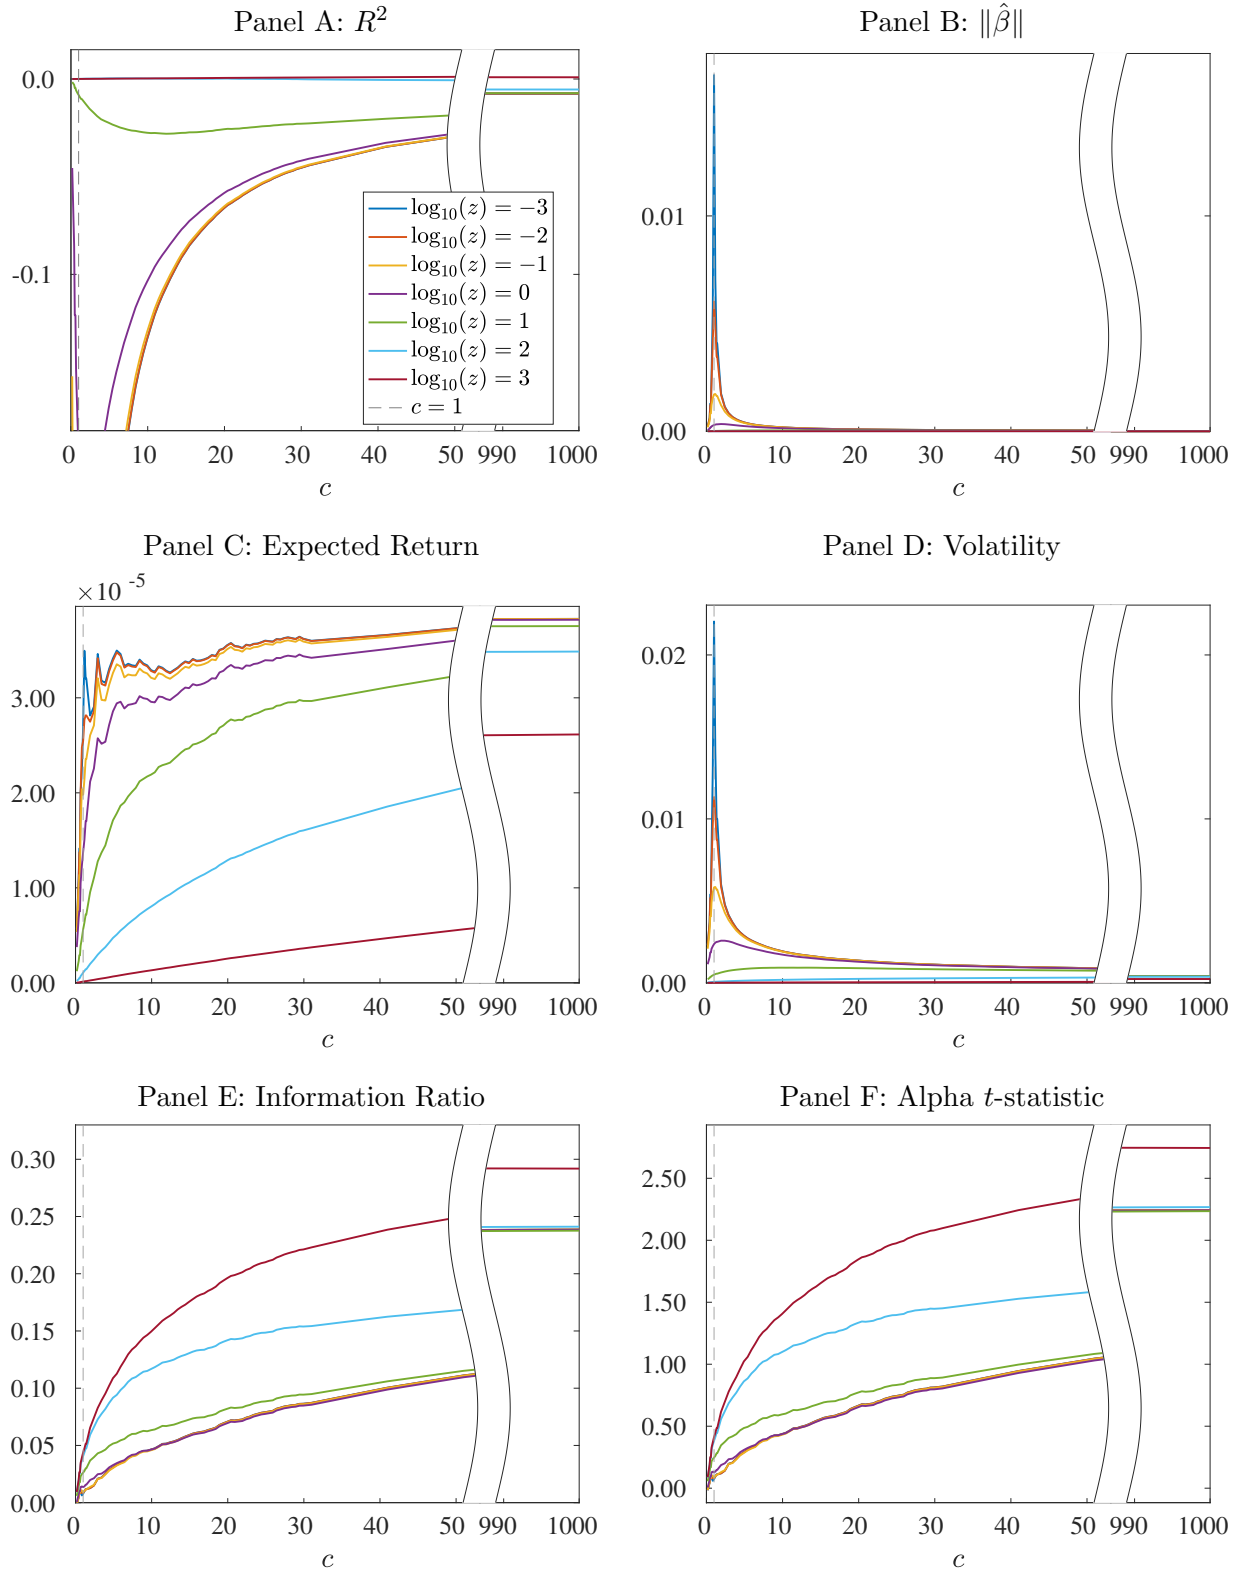 Panel A: R²
0.0
-0.1
log₁₀(z) = −3
log₁₀(z) = −2
log₁₀(z) = −1
log₁₀(z) = 0
log₁₀(z) = 1
log₁₀(z) = 2
log₁₀(z) = 3
c = 1
0 10 20 30 40 50 990 1000
c
Panel B: ‖β̂‖
0.01
0.00
0 10 20 30 40 50 990 1000
c
Panel C: Expected Return
×10 -5
3.00
2.00
1.00
0.00
0 10 20 30 40 50 990 1000
c
Panel D: Volatility
0.02
0.01
0.00
0 10 20 30 40 50 990 1000
c
Panel E: Information Ratio
0.30
0.25
0.20
0.15
0.10
0.05
0.00
0 10 20 30 40 50 990 1000
c
Panel F: Alpha t-statistic
2.50
2.00
1.50
1.00
0.50
0.00
0 10 20 30 40 50 990 1000
c